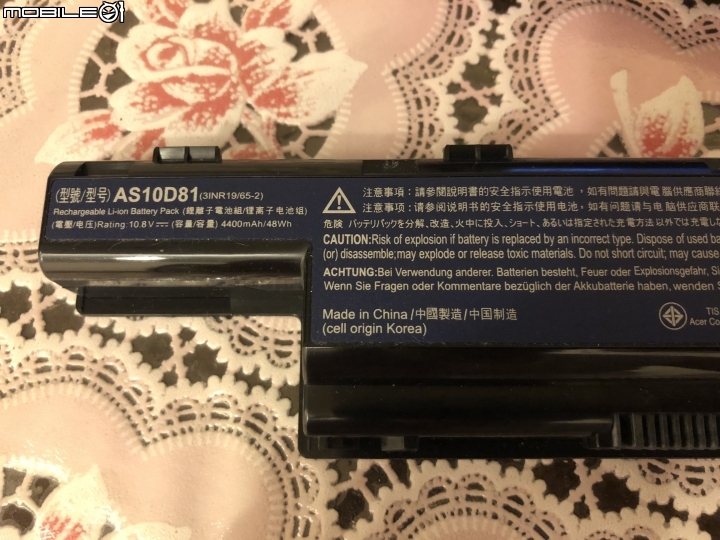 MOBILE01
(型號/型号) AS10D81(3INR19/65-2)
Rechargeable Li-ion Battery Pack (鋰離子電池組/锂离子电池组)
(電壓/电压)Rating: 10.8V⎓ (容量/容量) 4400mAh/48Wh
注意事項：請參閱說明書的安全指示使用電池，如有問題請與電腦供應商聯絡
注意事项：请参阅说明书的安全指示使用电池，如有问题请与电脑供应商联
危険 バッテリパックを分解、改造、火中に投入、ショート、あるいは指定された充電方法 以外で充電し
CAUTION:Risk of explosion if battery is replaced by an incorrect type. Dispose of used
(or) disassemble;may explode or release toxic materials. Do not short circuit; may cause
ACHTUNG:Bei Verwendung anderer. Batterien besteht, Feuer oder Explosionsgefahr,
Wenn Sie Fragen oder Kommentare bezüglich der Akkubatterie haben, wenden
Made in China /中國製造/中国制造
(cell origin Korea)
TIS
Acer